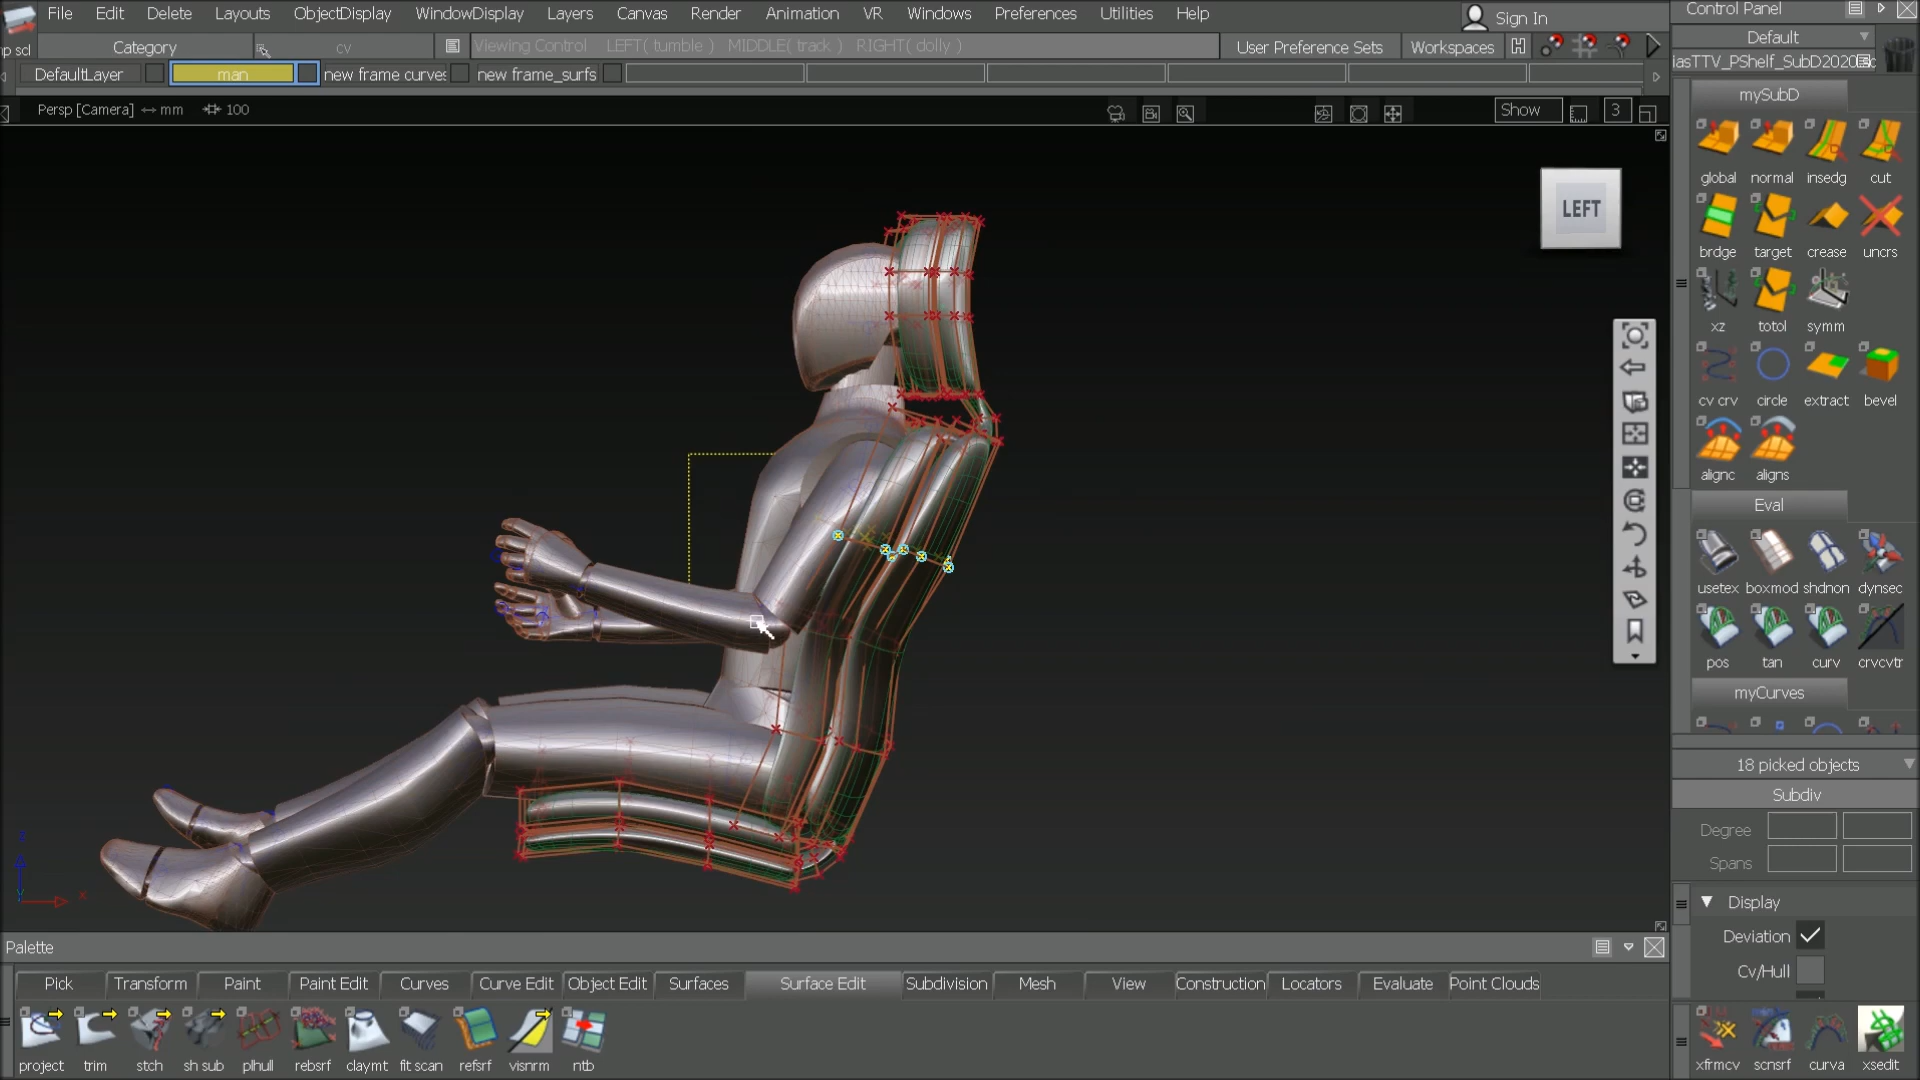 File Edit Delete Layouts ObjectDisplay WindowDisplay Layers Canvas Render Animation VR Windows Preferences Utilities Help
Sign In
Control Panel
Category
cv
Viewing Control LEFT( tumble ) MIDDLE( track ) RIGHT( dolly )
User Preference Sets
Workspaces
H
Default
DefaultLayer
man
new frame curves
new frame_surfs
iasTTV_PShelf_SubD2020
Persp [Camera] ↔ mm 100
Show
3
mySubD
LEFT
global normal insedg cut
brdge target crease uncrs
xz totol symm
cv crv circle extract bevel
alignc aligns
Eval
usetex boxmod shdnon dynsec
pos tan curv crvcvtr
myCurves
18 picked objects
Subdiv
Degree
Spans
Display
Deviation
Cv/Hull
Palette
Pick Transform Paint Paint Edit Curves Curve Edit Object Edit Surfaces Surface Edit Subdivision Mesh View Construction Locators Evaluate Point Clouds
project trim stch sh sub plhull rebsrf claymt fit scan refsrf visnrm ntb
xfrmcv scnsrf curva xsedit